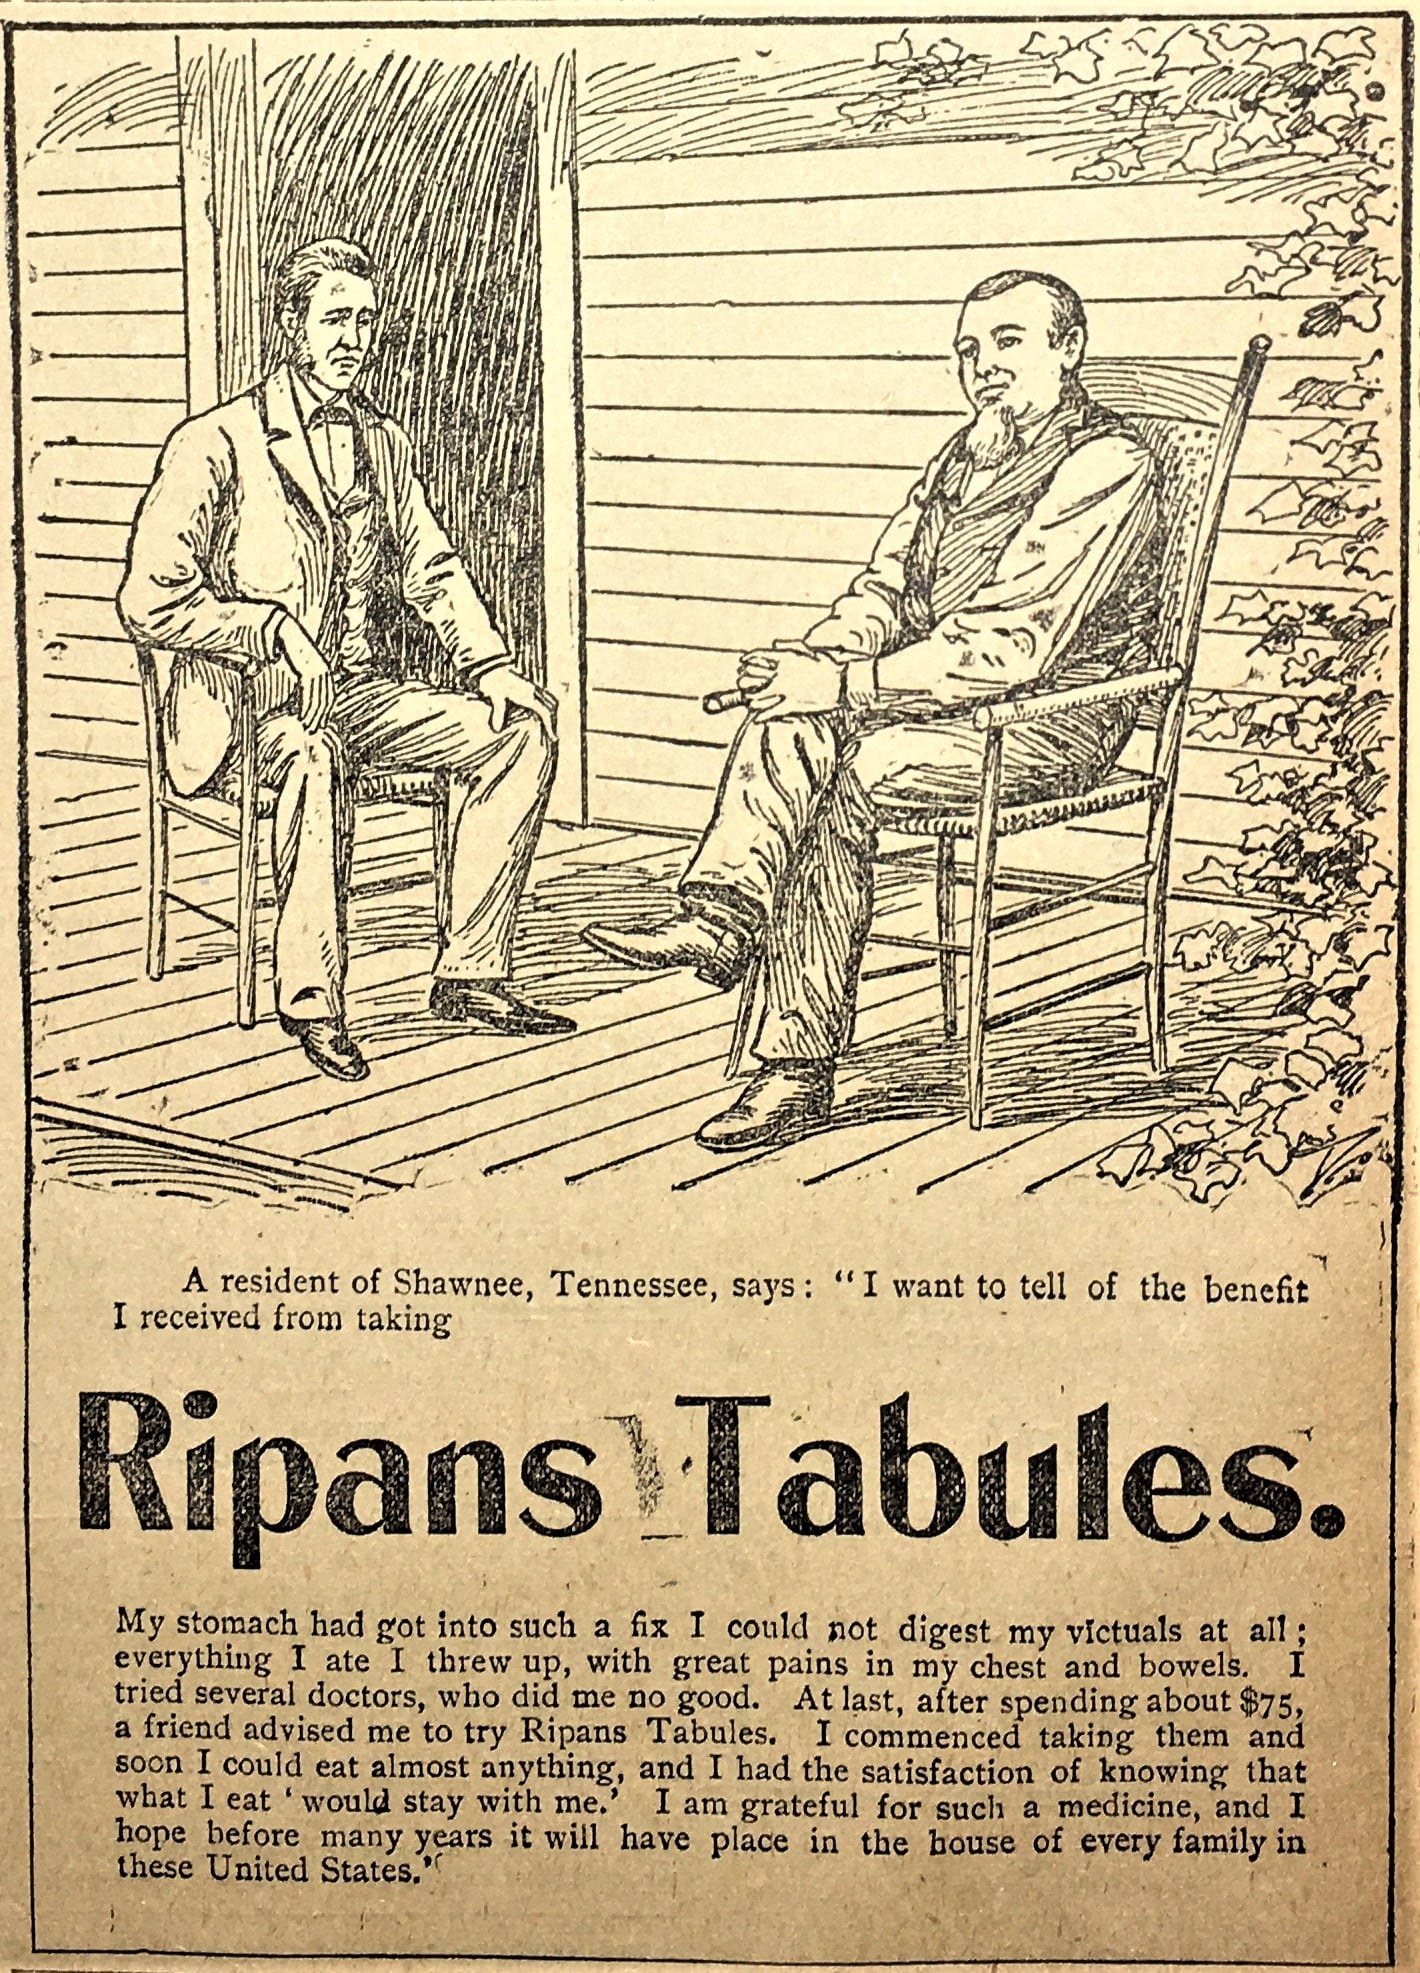 A resident of Shawnee, Tennessee, says: "I want to tell of the benefit
I received from taking
Ripans Tabules.
My stomach had got into such a fix I could not digest my victuals at all;
everything I ate I threw up, with great pains in my chest and bowels. I
tried several doctors, who did me no good. At last, after spending about $75,
a friend advised me to try Ripans Tabules. I commenced taking them and
soon I could eat almost anything, and I had the satisfaction of knowing that
what I eat 'would stay with me.' I am grateful for such a medicine, and I
hope before many years it will have place in the house of every family in
these United States."